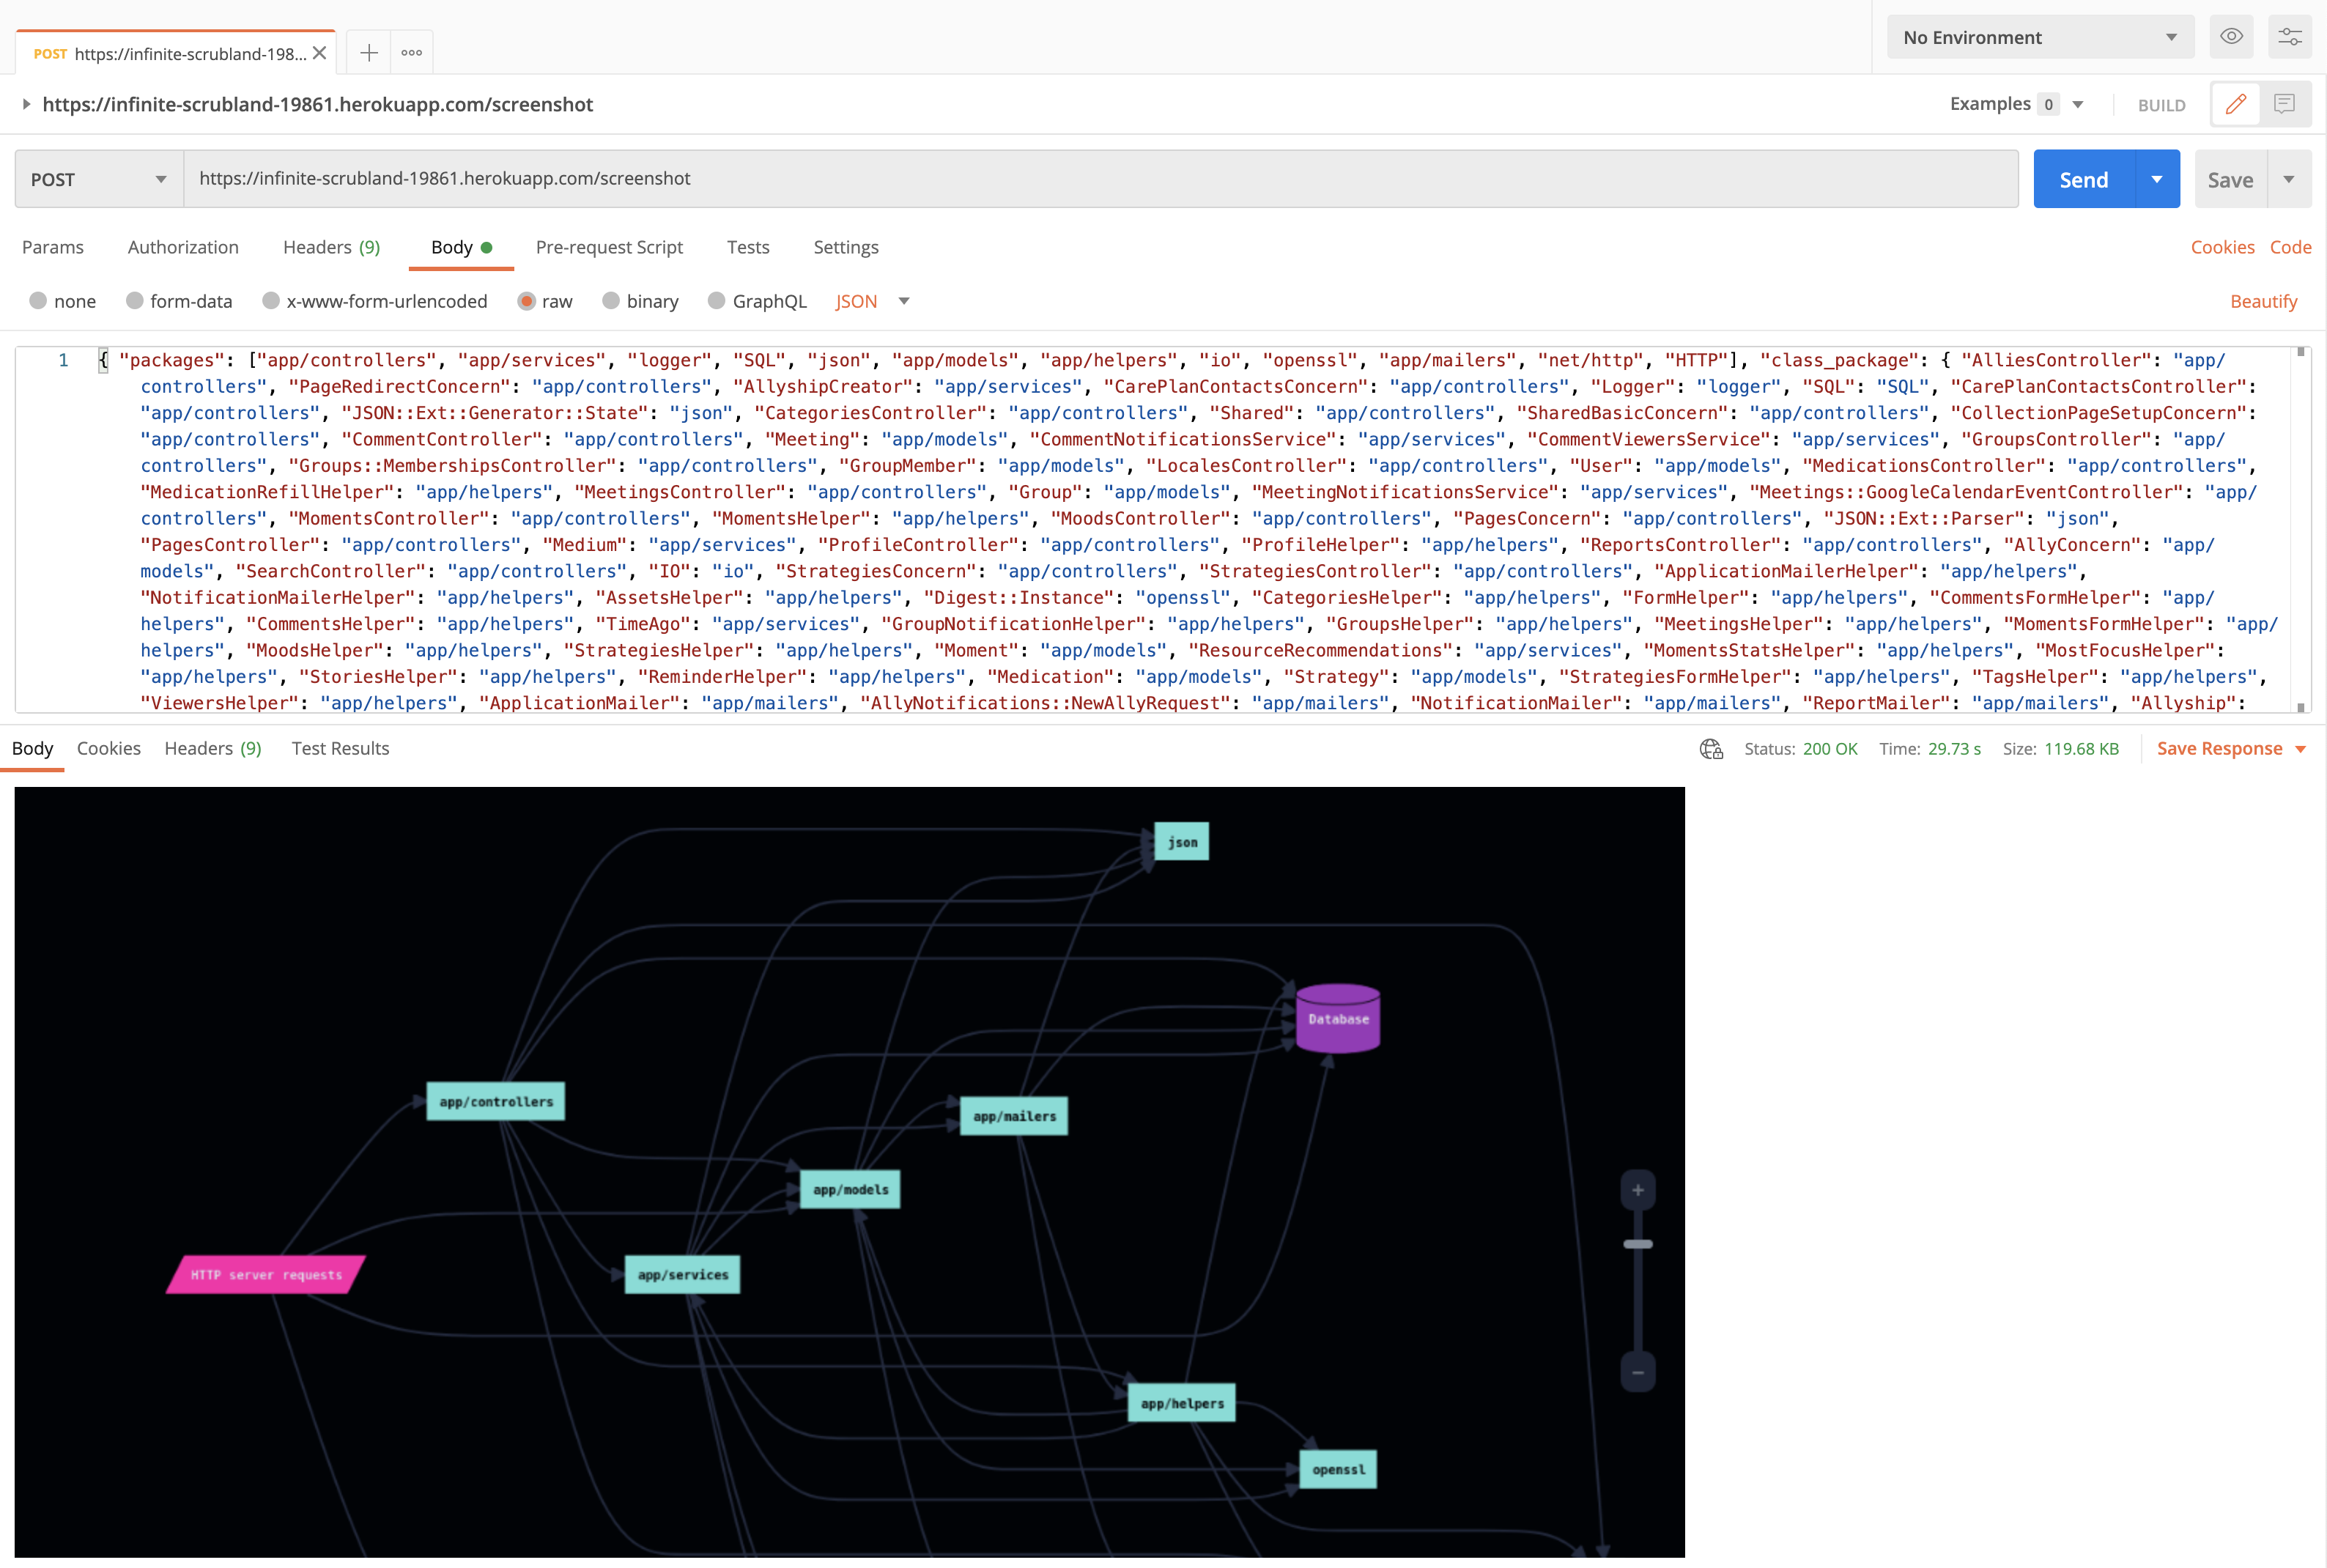 POST https://infinite-scrubland-198...
No Environment
https://infinite-scrubland-19861.herokuapp.com/screenshot
Examples 0
BUILD
POST
https://infinite-scrubland-19861.herokuapp.com/screenshot
Send
Save
Params Authorization Headers (9) Body Pre-request Script Tests Settings Cookies Code
none form-data x-www-form-urlencoded raw binary GraphQL JSON Beautify
1 { "packages": ["app/controllers", "app/services", "logger", "SQL", "json", "app/models", "app/helpers", "io", "openssl", "app/mailers", "net/http", "HTTP"], "class_package": { "AlliesController": "app/
controllers", "PageRedirectConcern": "app/controllers", "AllyshipCreator": "app/services", "CarePlanContactsConcern": "app/controllers", "Logger": "logger", "SQL": "SQL", "CarePlanContactsController":
"app/controllers", "JSON::Ext::Generator::State": "json", "CategoriesController": "app/controllers", "Shared": "app/controllers", "SharedBasicConcern": "app/controllers", "CollectionPageSetupConcern":
"app/controllers", "CommentController": "app/controllers", "Meeting": "app/models", "CommentNotificationsService": "app/services", "CommentViewersService": "app/services", "GroupsController": "app/
controllers", "Groups::MembershipsController": "app/controllers", "GroupMember": "app/models", "LocalesController": "app/controllers", "User": "app/models", "MedicationsController": "app/controllers",
"MedicationRefillHelper": "app/helpers", "MeetingsController": "app/controllers", "Group": "app/models", "MeetingNotificationsService": "app/services", "Meetings::GoogleCalendarEventController": "app/
controllers", "MomentsController": "app/controllers", "MomentsHelper": "app/helpers", "MoodsController": "app/controllers", "PagesConcern": "app/controllers", "JSON::Ext::Parser": "json",
"PagesController": "app/controllers", "Medium": "app/services", "ProfileController": "app/controllers", "ProfileHelper": "app/helpers", "ReportsController": "app/controllers", "AllyConcern": "app/
models", "SearchController": "app/controllers", "IO": "io", "StrategiesConcern": "app/controllers", "StrategiesController": "app/controllers", "ApplicationMailerHelper": "app/helpers",
"NotificationMailerHelper": "app/helpers", "AssetsHelper": "app/helpers", "Digest::Instance": "openssl", "CategoriesHelper": "app/helpers", "FormHelper": "app/helpers", "CommentsFormHelper": "app/
helpers", "CommentsHelper": "app/helpers", "TimeAgo": "app/services", "GroupNotificationHelper": "app/helpers", "GroupsHelper": "app/helpers", "MeetingsHelper": "app/helpers", "MomentsFormHelper": "app/
helpers", "MoodsHelper": "app/helpers", "StrategiesHelper": "app/helpers", "Moment": "app/models", "ResourceRecommendations": "app/services", "MomentsStatsHelper": "app/helpers", "MostFocusHelper":
"app/helpers", "StoriesHelper": "app/helpers", "ReminderHelper": "app/helpers", "Medication": "app/models", "Strategy": "app/models", "StrategiesFormHelper": "app/helpers", "TagsHelper": "app/helpers",
"ViewersHelper": "app/helpers", "ApplicationMailer": "app/mailers", "AllyNotifications::NewAllyRequest": "app/mailers", "NotificationMailer": "app/mailers", "ReportMailer": "app/mailers", "Allyship":
Body Cookies Headers (9) Test Results Status: 200 OK Time: 29.73 s Size: 119.68 KB Save Response
json
Database
app/controllers
app/mailers
app/models
HTTP server requests
app/services
app/helpers
openssl